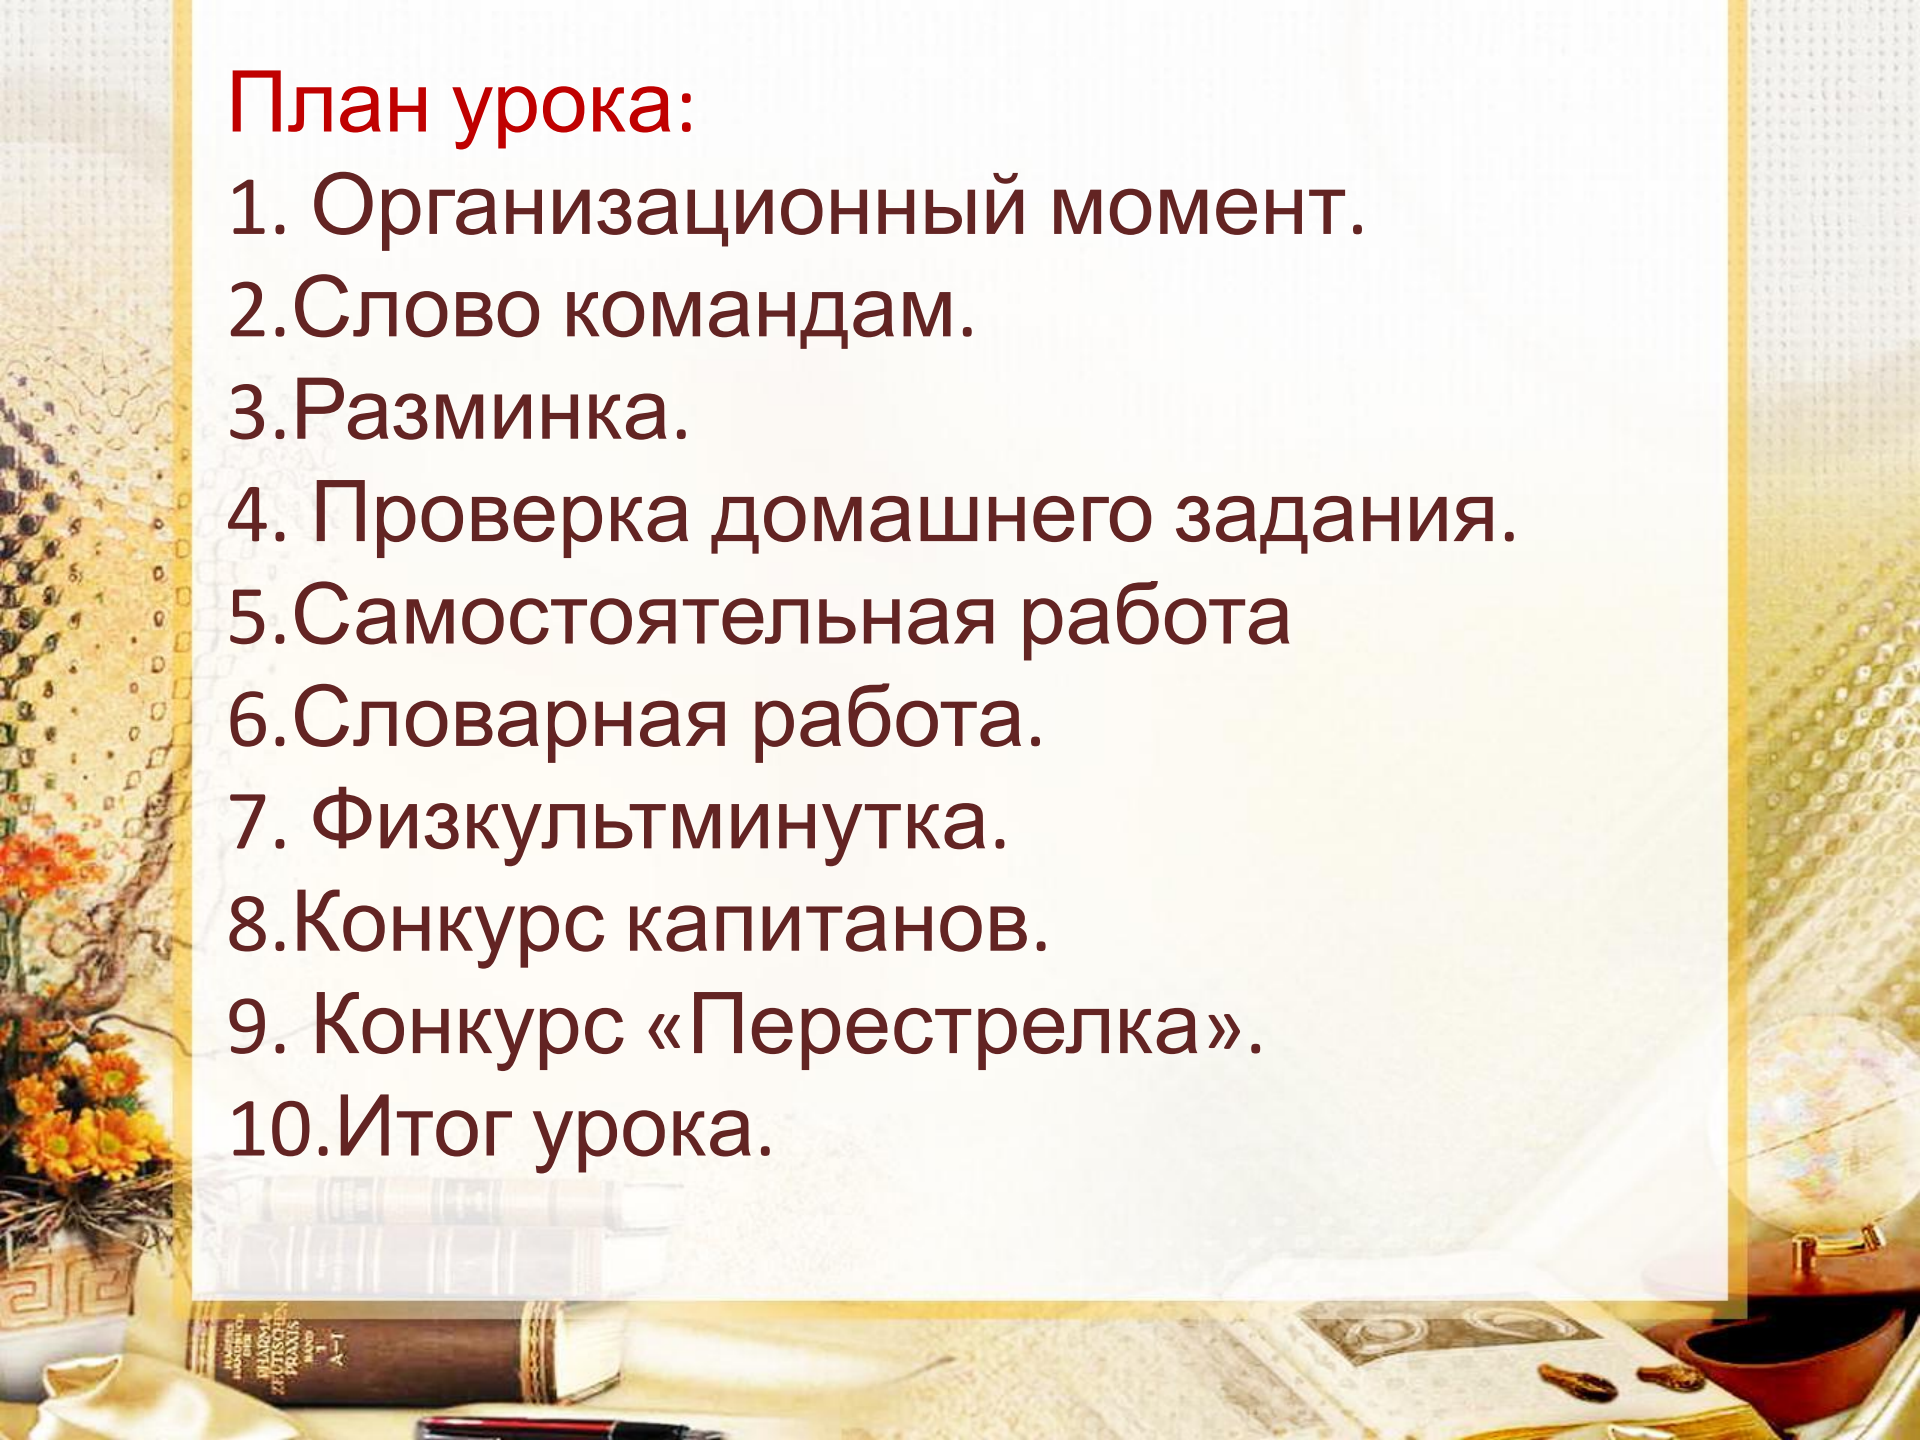 План урока:
1. Организационный момент.
2.Слово командам.
3.Разминка.
4. Проверка домашнего задания.
5.Самостоятельная работа
6.Словарная работа.
7. Физкультминутка.
8.Конкурс капитанов.
9. Конкурс «Перестрелка».
10.Итог урока.